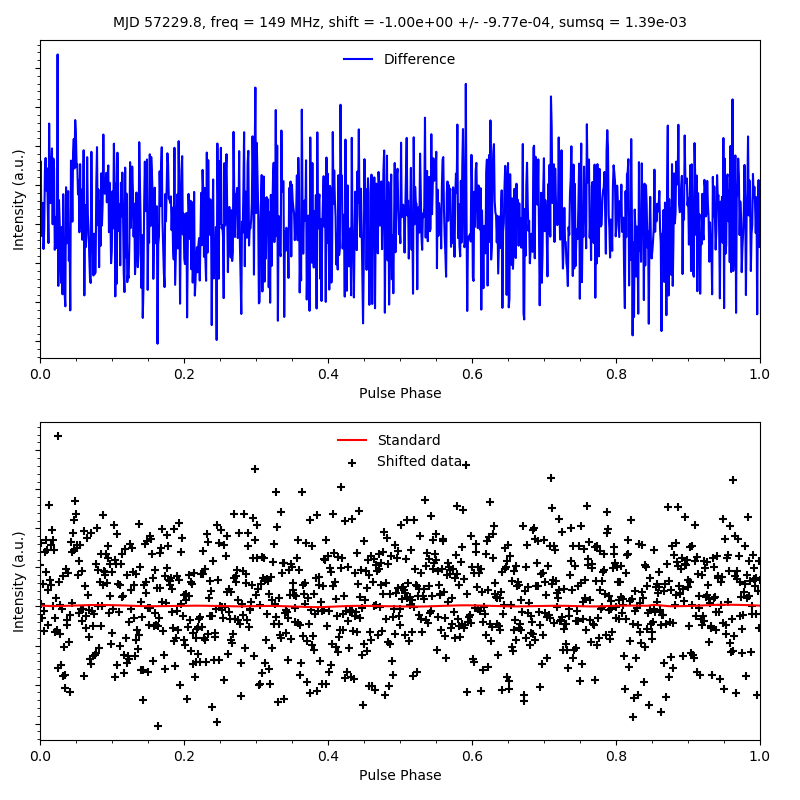 MJD 57229.8, freq = 149 MHz, shift = -1.00e+00 +/- -9.77e-04, sumsq = 1.39e-03
Difference
Intensity (a.u.)
0.0 0.2 0.4 0.6 0.8 1.0
Pulse Phase
Standard
Shifted data
Intensity (a.u.)
0.0 0.2 0.4 0.6 0.8 1.0
Pulse Phase